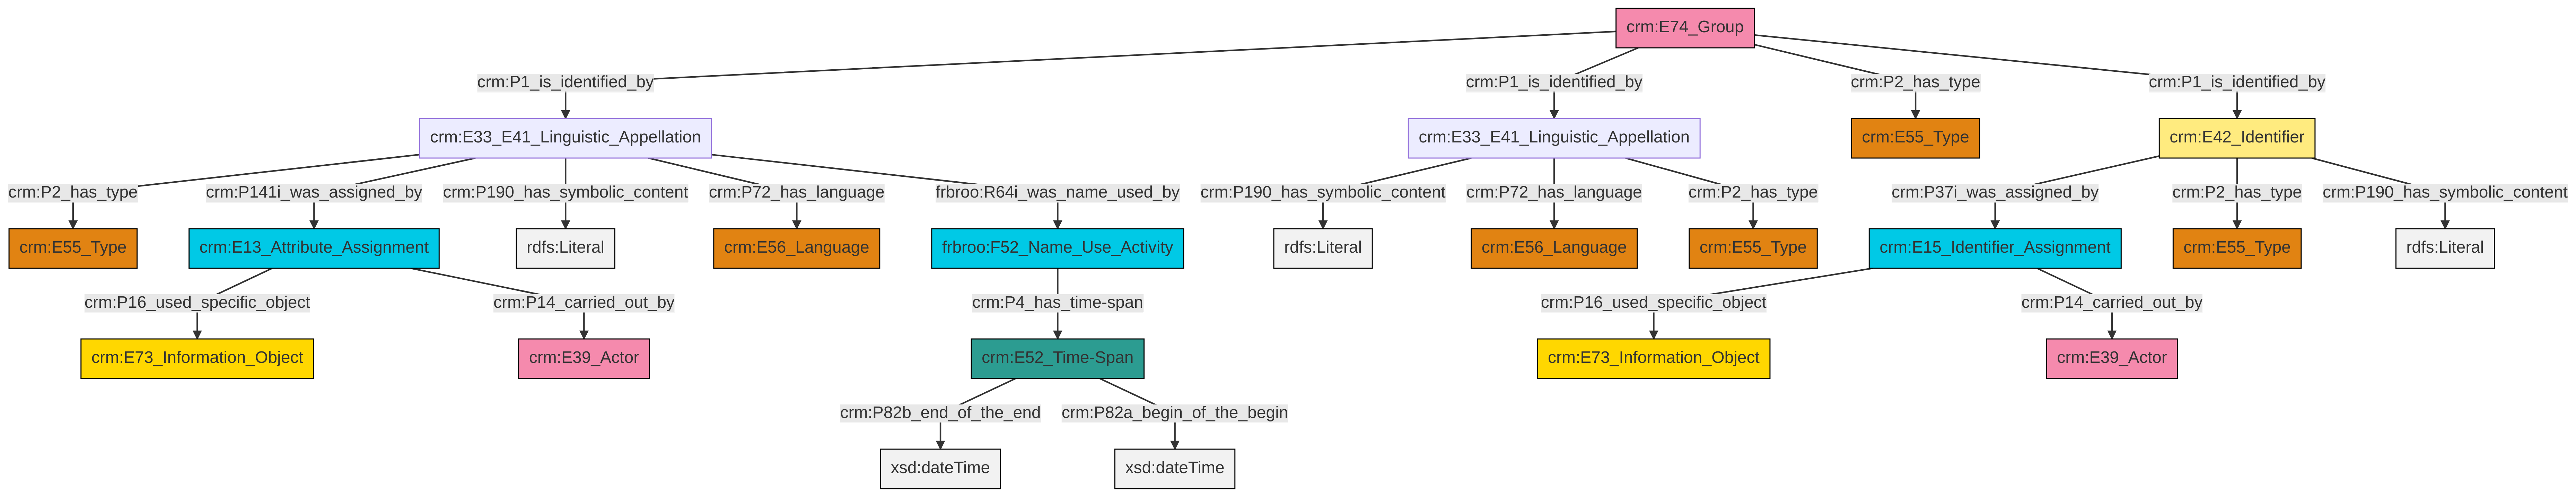 crm:E74_Group
crm:P1_is_identified_by
crm:P1_is_identified_by
crm:P2_has_type
crm:P1_is_identified_by
crm:E33_E41_Linguistic_Appellation
crm:E33_E41_Linguistic_Appellation
crm:E55_Type
crm:E42_Identifier
crm:P2_has_type
crm:P141i_was_assigned_by
crm:P190_has_symbolic_content
crm:P72_has_language
frbroo:R64i_was_name_used_by
crm:P190_has_symbolic_content
crm:P72_has_language
crm:P2_has_type
crm:P37i_was_assigned_by
crm:P2_has_type
crm:P190_has_symbolic_content
crm:E55_Type
crm:E13_Attribute_Assignment
rdfs:Literal
crm:E56_Language
frbroo:F52_Name_Use_Activity
rdfs:Literal
crm:E56_Language
crm:E55_Type
crm:E15_Identifier_Assignment
crm:E55_Type
rdfs:Literal
crm:P16_used_specific_object
crm:P14_carried_out_by
crm:P4_has_time-span
crm:P16_used_specific_object
crm:P14_carried_out_by
crm:E73_Information_Object
crm:E39_Actor
crm:E52_Time-Span
crm:E73_Information_Object
crm:E39_Actor
crm:P82b_end_of_the_end
crm:P82a_begin_of_the_begin
xsd:dateTime
xsd:dateTime